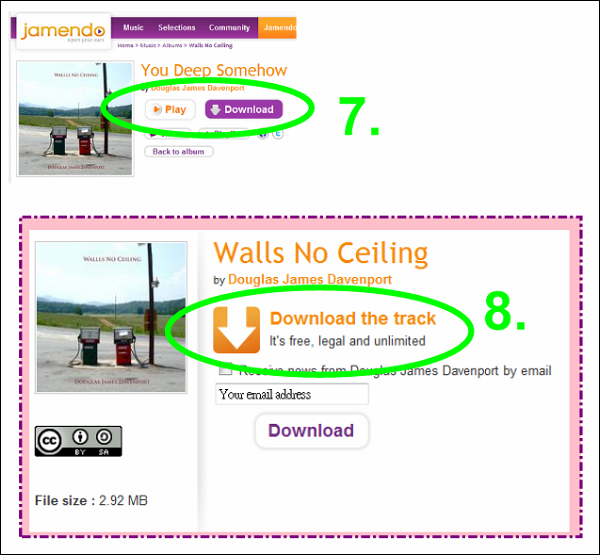 jamendo
open your ears
Music Selections Community Jamendo
Home > Music > Albums > Walls No Ceiling
WALLS NO CEILING
DOUGLAS JAMES DAVENPORT
You Deep Somehow
by Douglas James Davenport
Play Download
7.
Back to album
WALLS NO CEILING
DOUGLAS JAMES DAVENPORT
Walls No Ceiling
by Douglas James Davenport
Download the track
It's free, legal and unlimited
8.
Receive news from Douglas James Davenport by email
Your email address
Download
cc
BY SA
File size : 2.92 MB